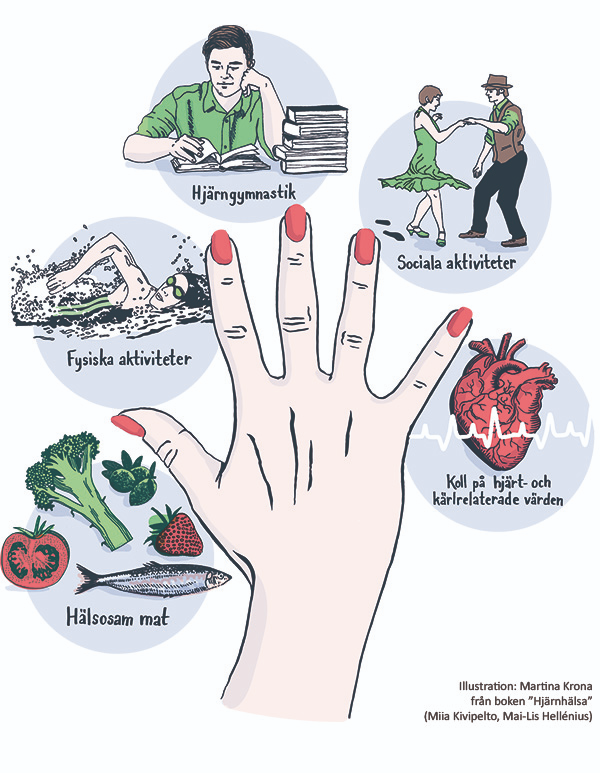 Hjärngymnastik
Sociala aktiviteter
Fysiska aktiviteter
Koll på hjärt- och
kärlrelaterade värden
Hälsosam mat
Illustration: Martina Krona
från boken ”Hjärnhälsa”
(Miia Kivipelto, Mai-Lis Hellénius)